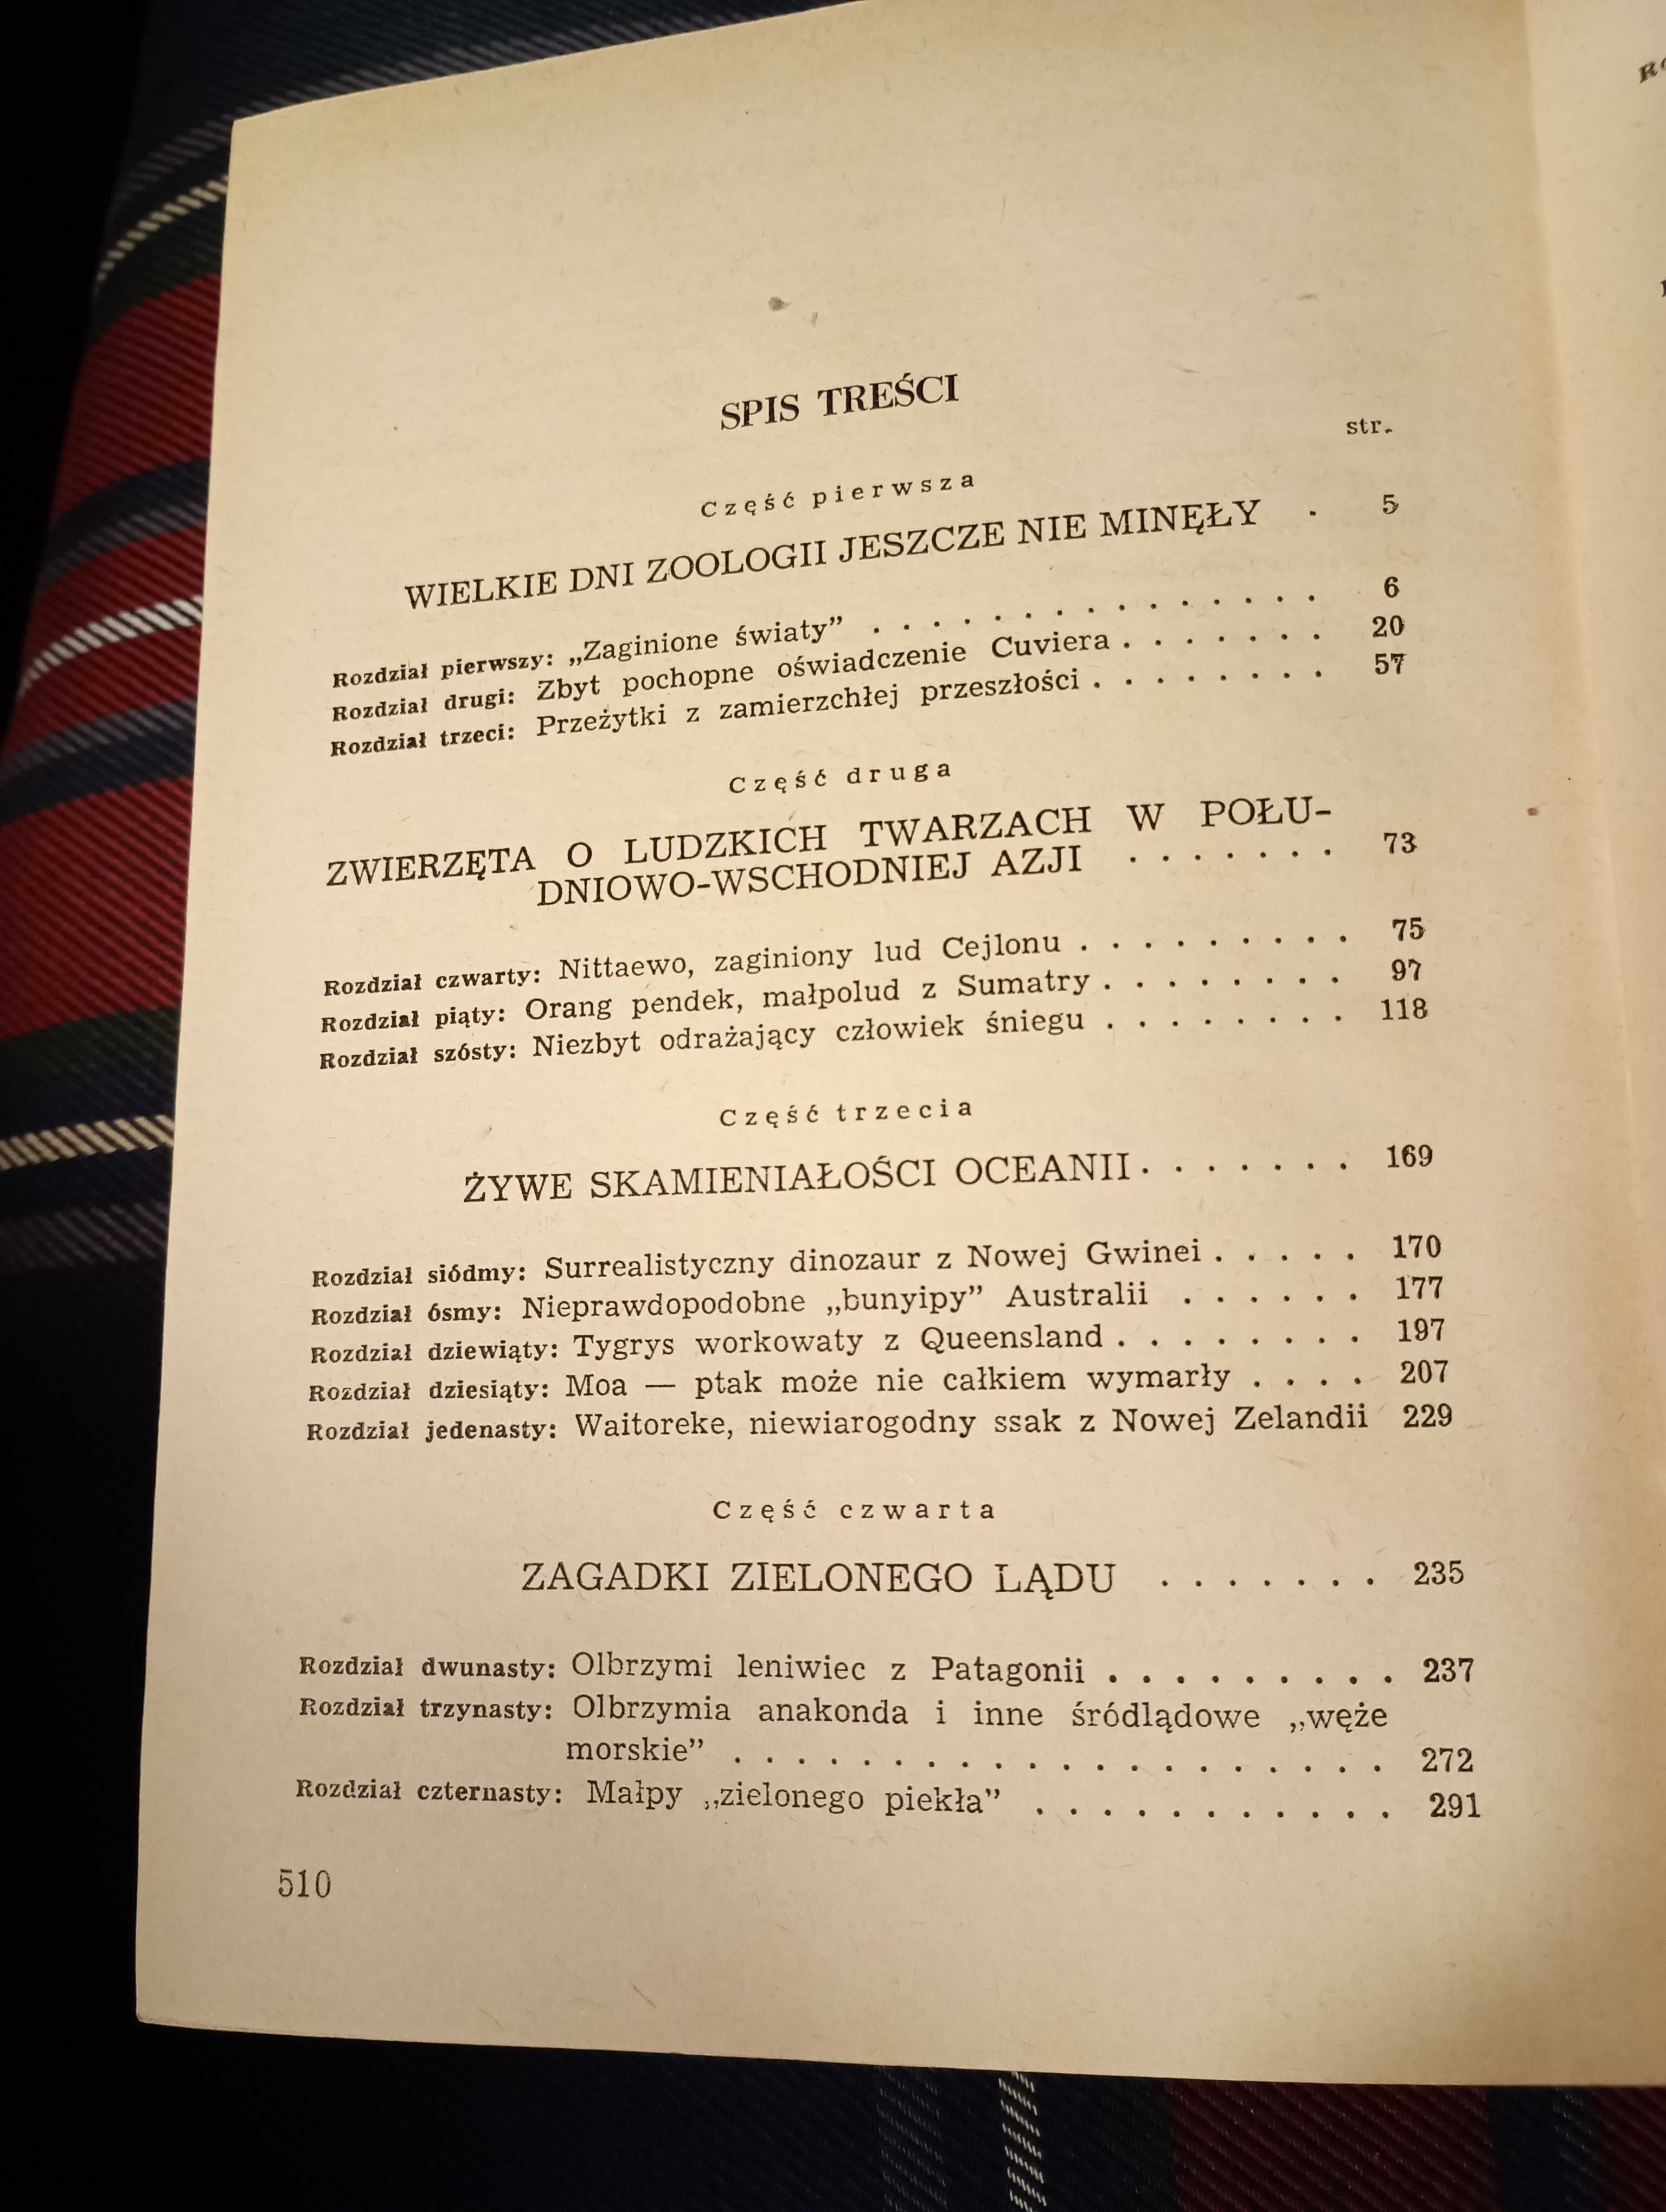 SPIS TREŚCI
str.
Część pierwsza
WIELKIE DNI ZOOLOGII JESZCZE NIE MINĘŁY . 5
Rozdział pierwszy: „Zaginione światy” . . . . . . . . . . . . . . . 6
Rozdział drugi: Zbyt pochopne oświadczenie Cuviera . . . . . . . 20
Rozdział trzeci: Przeżytki z zamierzchłej przeszłości . . . . . . . . 57
Część druga
ZWIERZĘTA O LUDZKICH TWARZACH W POŁU-
DNIOWO-WSCHODNIEJ AZJI . . . . . . . 73
Rozdział czwarty: Nittaewo, zaginiony lud Cejlonu . . . . . . . . . 75
Rozdział piąty: Orang pendek, małpolud z Sumatry . . . . . . . . 97
Rozdział szósty: Niezbyt odrażający człowiek śniegu . . . . . . . . 118
Część trzecia
ŻYWE SKAMIENIAŁOŚCI OCEANII . . . . . . . 169
Rozdział siódmy: Surrealistyczny dinozaur z Nowej Gwinei . . . . . 170
Rozdział ósmy: Nieprawdopodobne „bunyipy” Australii . . . . . . 177
Rozdział dziewiąty: Tygrys workowaty z Queensland . . . . . . . . 197
Rozdział dziesiąty: Moa — ptak może nie całkiem wymarły . . . . 207
Rozdział jedenasty: Waitoreke, niewiarogodny ssak z Nowej Zelandii 229
Część czwarta
ZAGADKI ZIELONEGO LĄDU . . . . . . . 235
Rozdział dwunasty: Olbrzymi leniwiec z Patagonii . . . . . . . . . 237
Rozdział trzynasty: Olbrzymia anakonda i inne śródlądowe „węże
morskie” . . . . . . . . . . . . . . . . . . . . . 272
Rozdział czternasty: Małpy „zielonego piekła” . . . . . . . . . . . 291
510